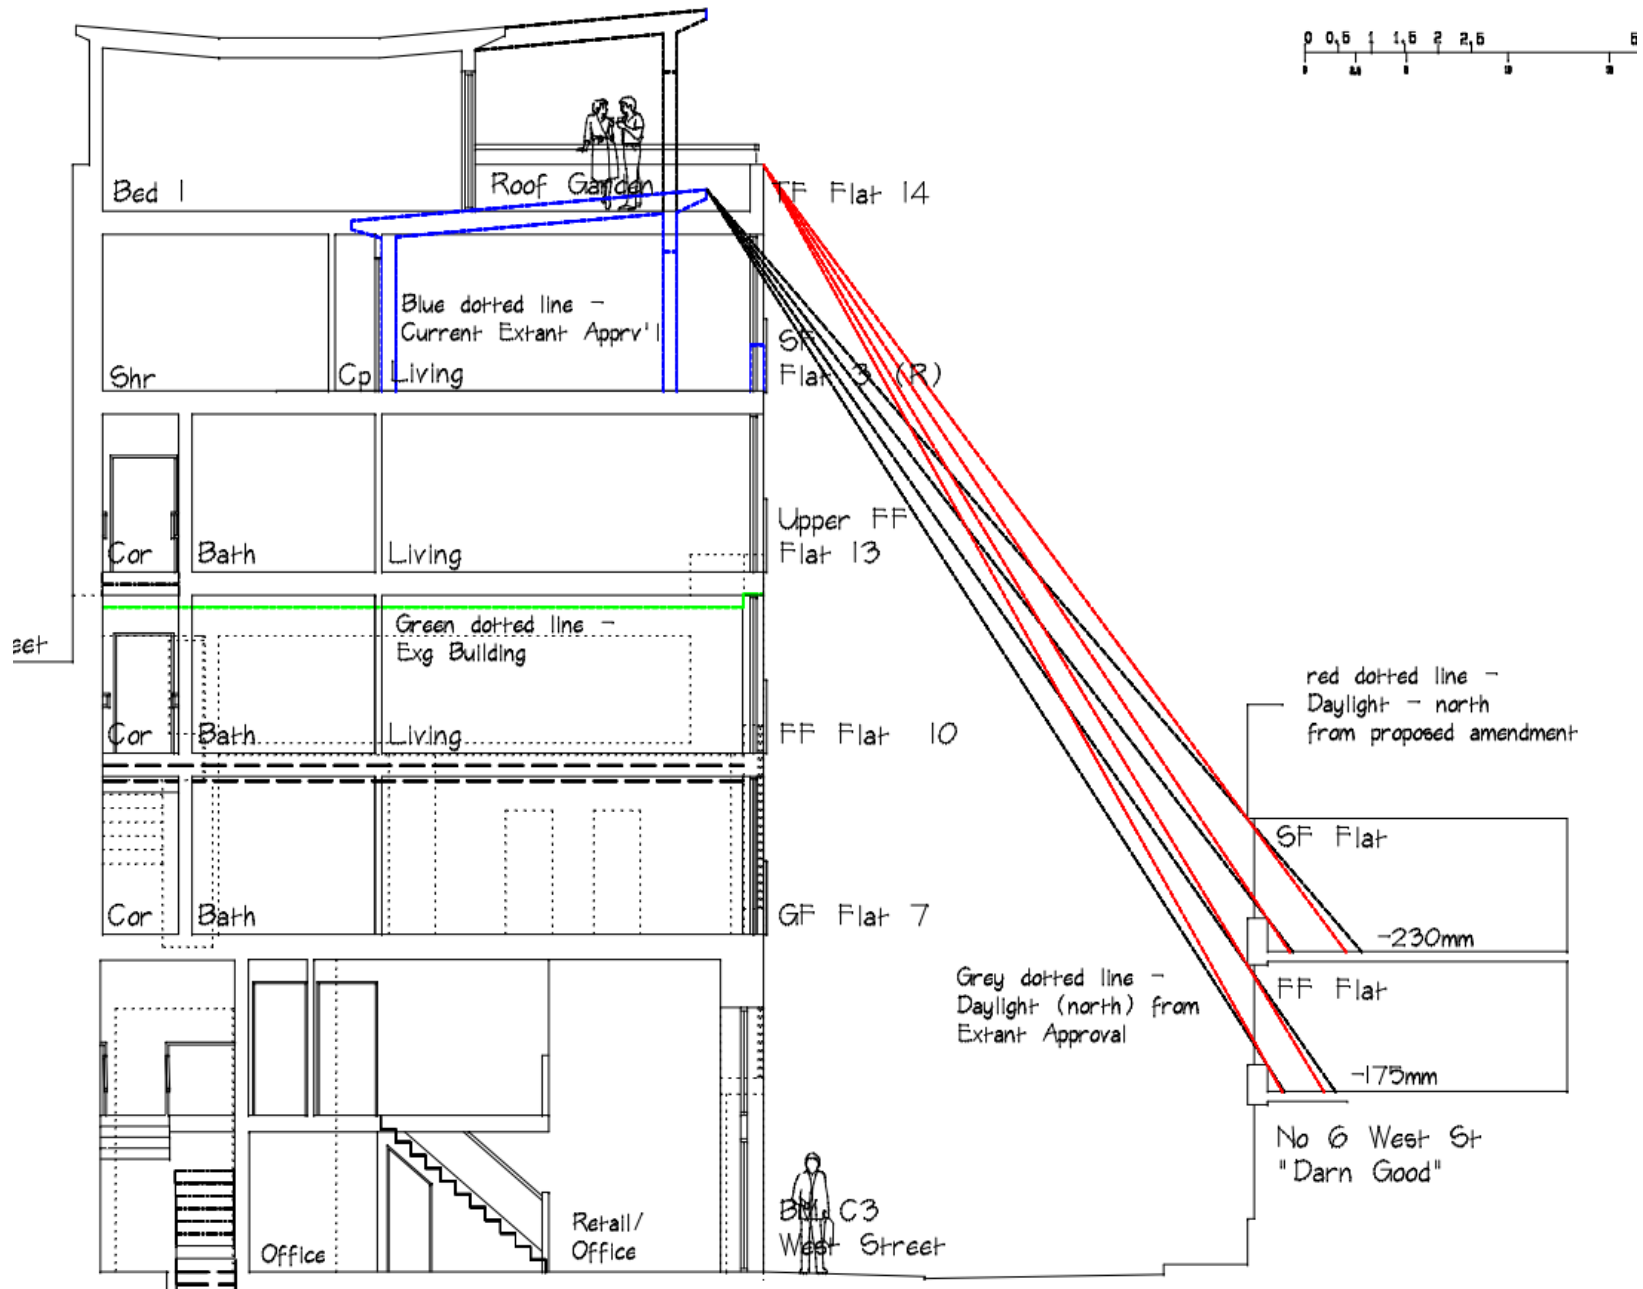 0 0,5 1 1,5 2 2,5 5
Bed 1
Roof Garden
FF Flat 14
Blue dotted line -
Current Extant Apprv'l
SF
Flat 3 (R)
Shr
Cp
Living
Upper FF
Flat 13
Cor
Bath
Living
Green dotted line -
Exg Building
eet
red dotted line -
Daylight - north
from proposed amendment
Cor
Bath
Living
FF Flat 10
SF Flat
Cor
Bath
GF Flat 7
-230mm
Grey dotted line -
Daylight (north) from
Extant Approval
FF Flat
-175mm
No 6 West St
"Darn Good"
C3
West Street
Retail/
Office
Office